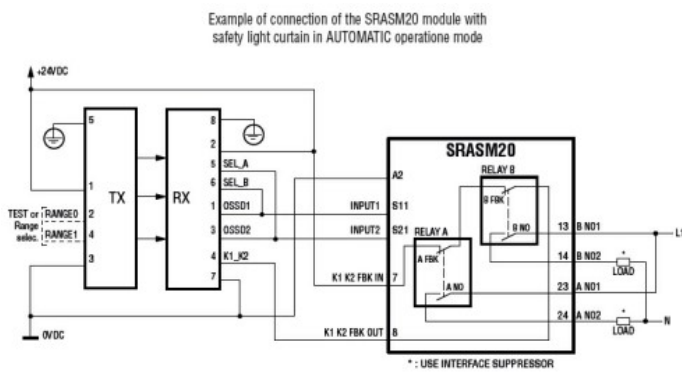 Example of connection of the SRASM20 module with
safety light curtain in AUTOMATIC operatione mode
+24VDC
5
8
2
SRASM20
RELAY B
5 SEL_A
6 SEL_B
A2
B FBK
1
TX
RX
TEST or
Range
selec.
2 RANGE0
4 RANGE1
3
1 OSSD1
INPUT1 S11
3 OSSD2
INPUT2 S21
RELAY A
B NO
13 B NO1
4 K1_K2
A FBK
14 B NO2
*
LOAD
7
K1 K2 FBK IN 7
A NO
23 A NO1
24 A NO2
*
LOAD
N
0VDC
K1 K2 FBK OUT 8
* : USE INTERFACE SUPPRESSOR